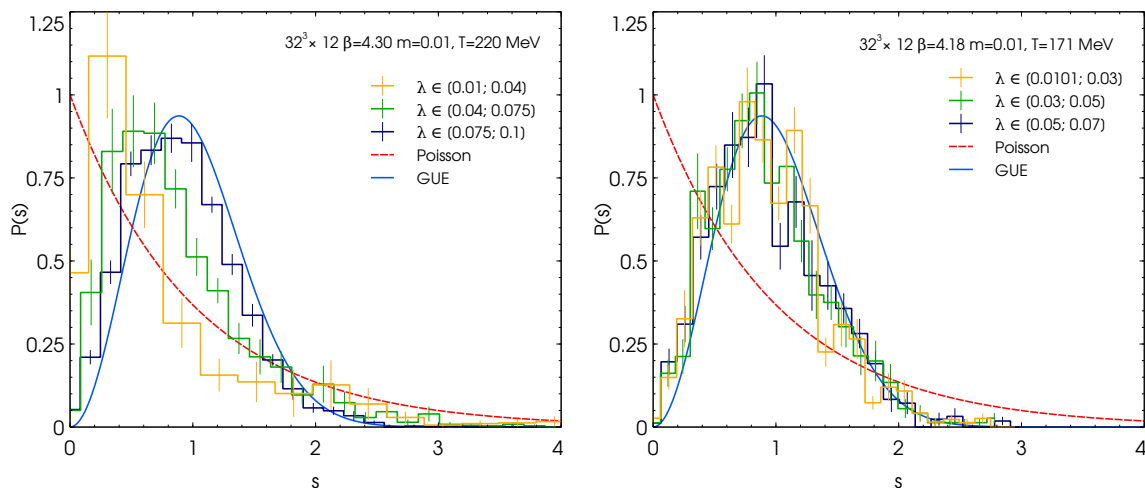 32³ × 12 β=4.30 m=0.01, T=220 MeV
λ ∈ (0.01; 0.04)
λ ∈ (0.04; 0.075)
λ ∈ (0.075; 0.1)
Poisson
GUE
P(s)
1.25
1
0.75
0.5
0.25
0
0 1 2 3 4
s
32³ × 12 β=4.18 m=0.01, T=171 MeV
λ ∈ (0.0101; 0.03)
λ ∈ (0.03; 0.05)
λ ∈ (0.05; 0.07)
Poisson
GUE
P(s)
1.25
1
0.75
0.5
0.25
0
0 1 2 3 4
s